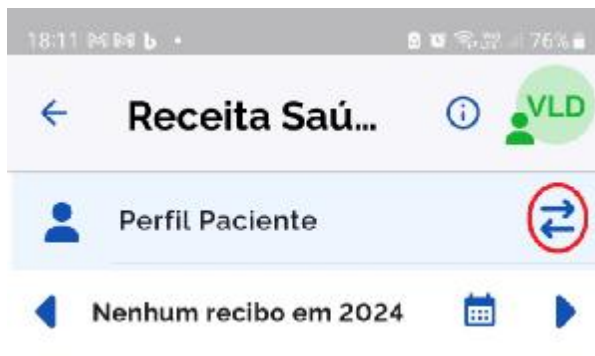 18:11
76%
Receita Saú...
VLD
Perfil Paciente
Nenhum recibo em 2024